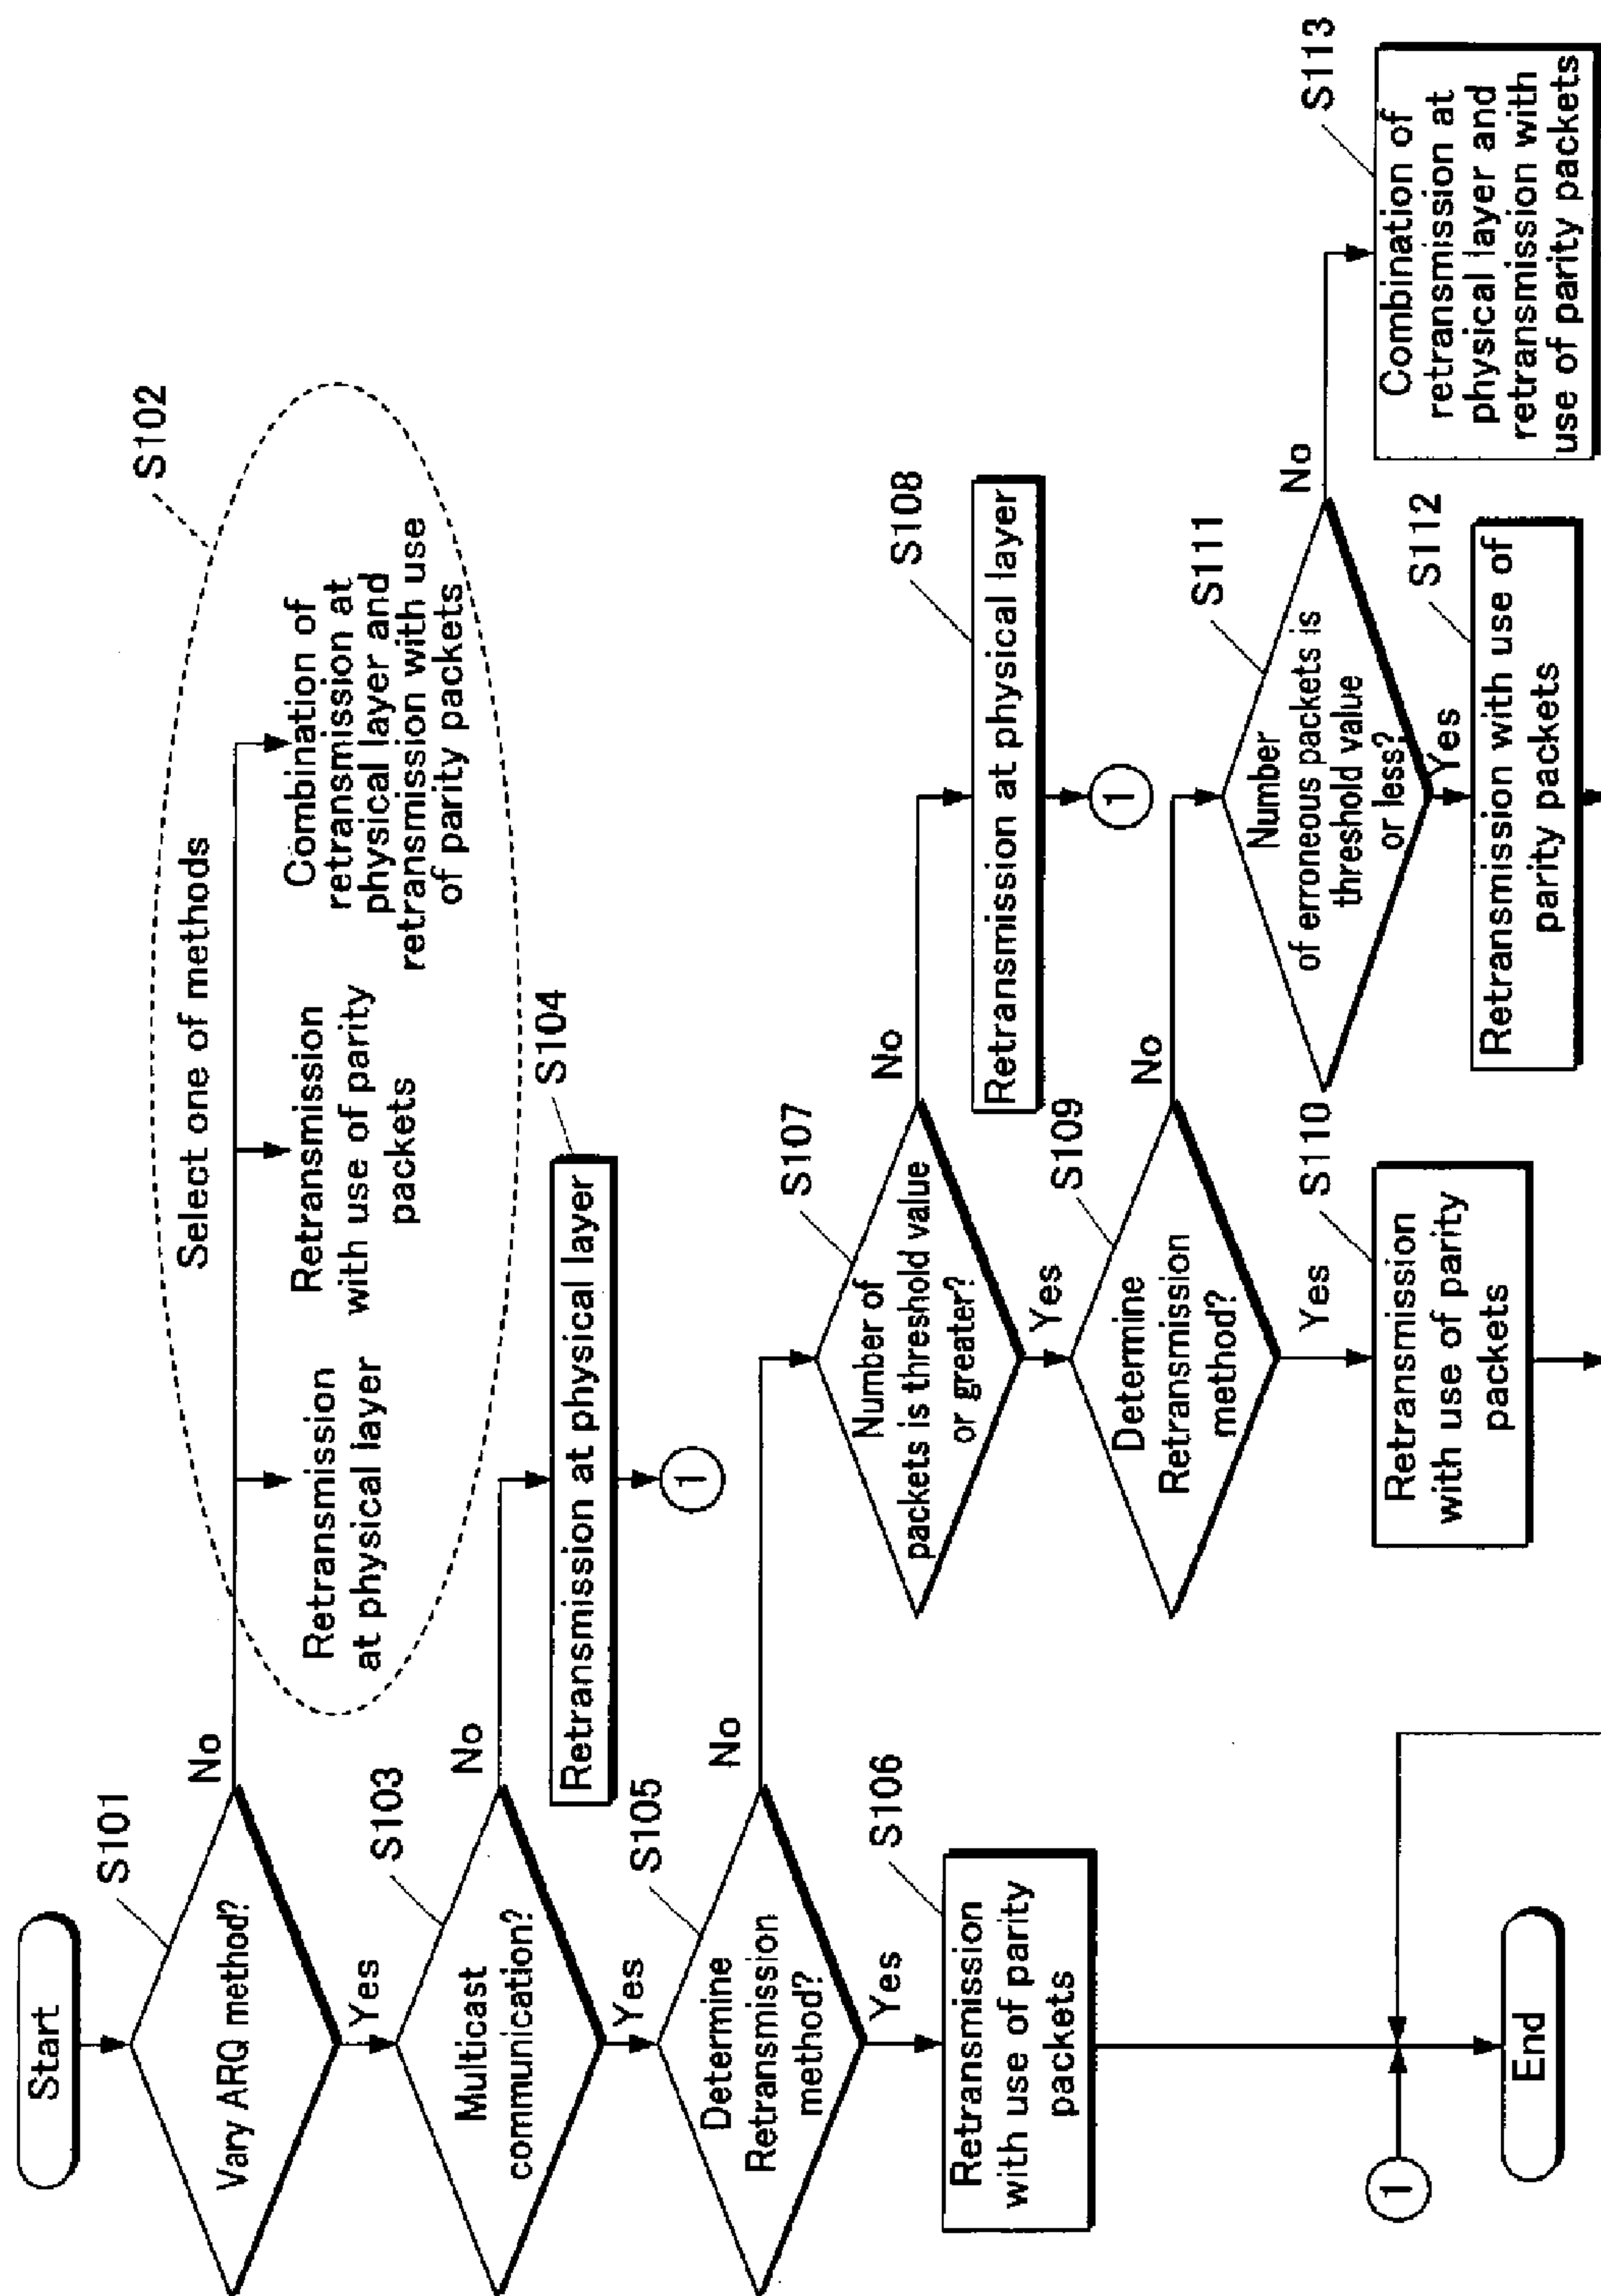 Start
S101
Vary ARQ method?
No
Yes
S102
Select one of methods
Retransmission
at physical layer
Retransmission
with use of parity
packets
Combination of
retransmission at
physical layer and
retransmission with use
of parity packets
S103
Multicast
communication?
No
Yes
S104
Retransmission at physical layer
1
S105
Determine
Retransmission
method?
No
Yes
S106
Retransmission
with use of parity
packets
S107
Number of
packets is threshold value
or greater?
No
Yes
S108
Retransmission at physical layer
1
S109
Determine
Retransmission
method?
No
Yes
S110
Retransmission
with use of parity
packets
S111
Number
of erroneous packets is
threshold value
or less?
No
Yes
S112
Retransmission with use of
parity packets
S113
Combination of
retransmission at
physical layer and
retransmission with
use of parity packets
1
End